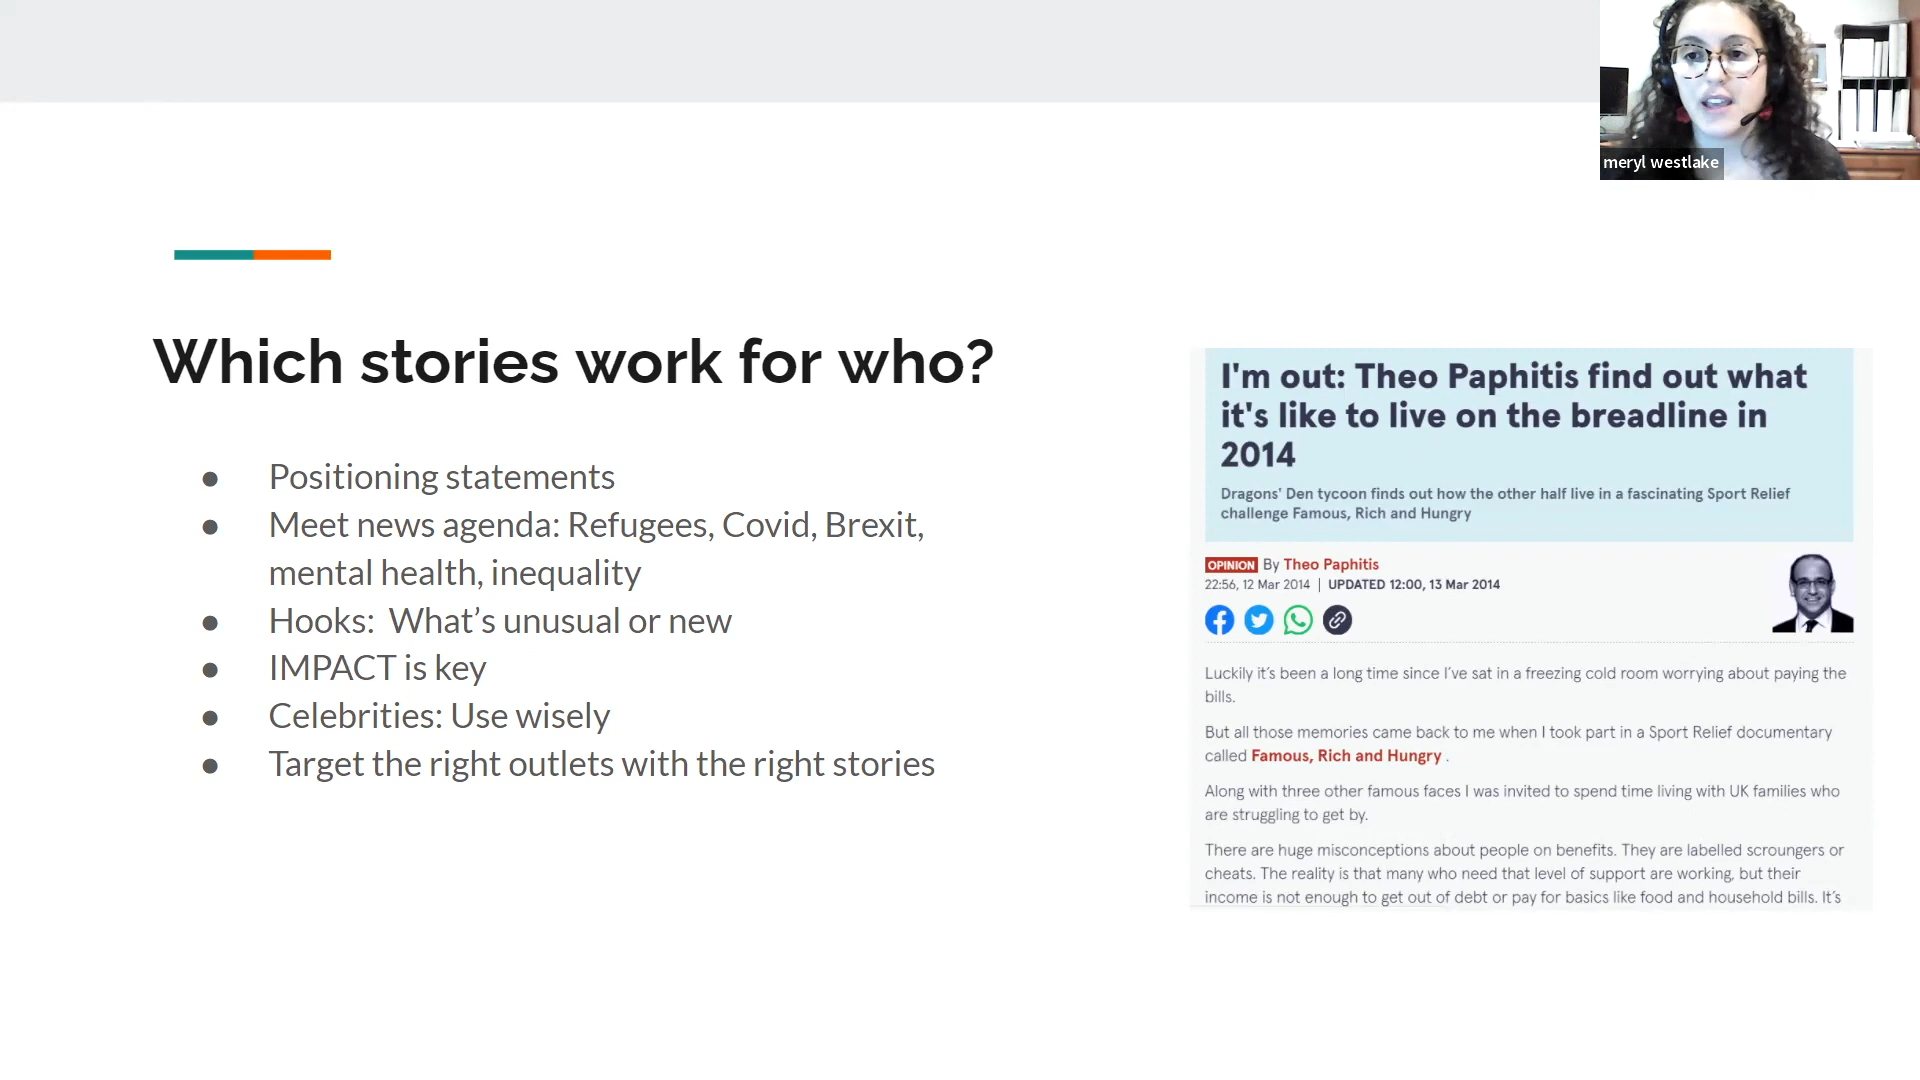 meryl westlake
Which stories work for who?
● Positioning statements
● Meet news agenda: Refugees, Covid, Brexit,
mental health, inequality
● Hooks: What's unusual or new
● IMPACT is key
● Celebrities: Use wisely
● Target the right outlets with the right stories
I'm out: Theo Paphitis find out what
it's like to live on the breadline in
2014
Dragons' Den tycoon finds out how the other half live in a fascinating Sport Relief
challenge Famous, Rich and Hungry
OPINION By Theo Paphitis
22:56, 12 Mar 2014 | UPDATED 12:00, 13 Mar 2014
Luckily it's been a long time since I've sat in a freezing cold room worrying about paying the
bills.
But all those memories came back to me when I took part in a Sport Relief documentary
called Famous, Rich and Hungry .
Along with three other famous faces I was invited to spend time living with UK families who
are struggling to get by.
There are huge misconceptions about people on benefits. They are labelled scroungers or
cheats. The reality is that many who need that level of support are working, but their
income is not enough to get out of debt or pay for basics like food and household bills. It's